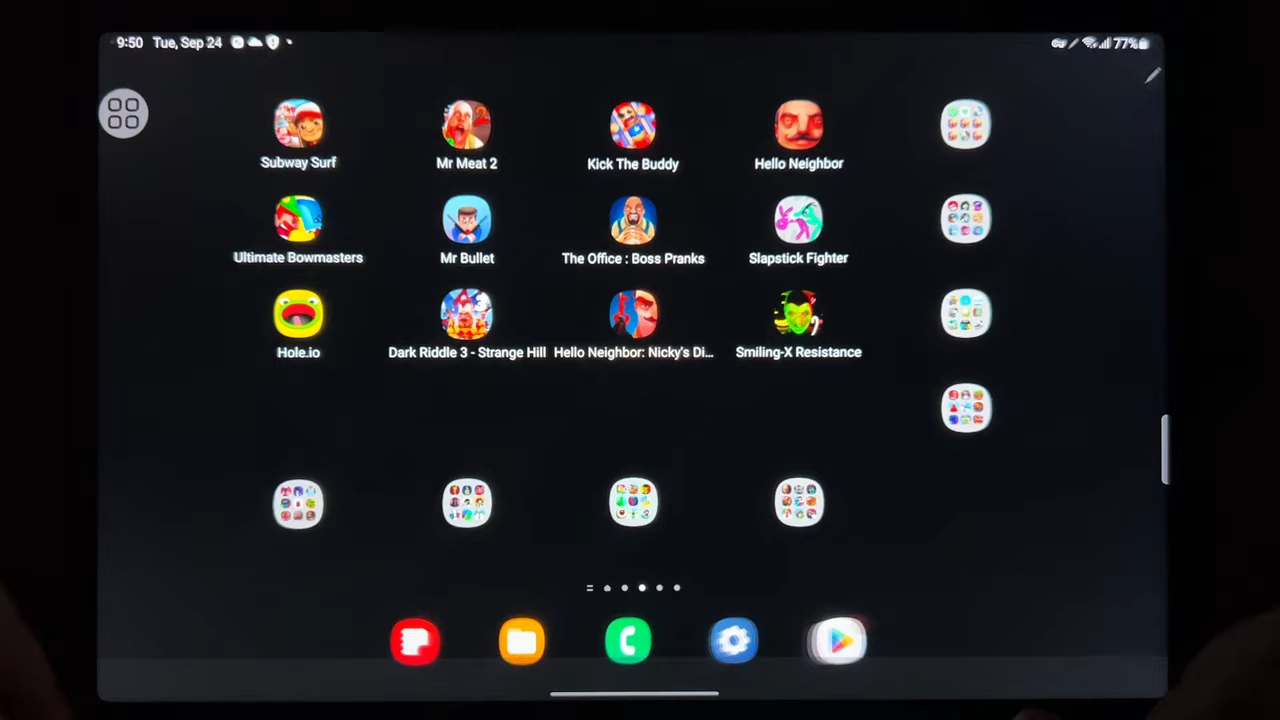 9:50 Tue, Sep 24 77%
Subway Surf Mr Meat 2 Kick The Buddy Hello Neighbor
Ultimate Bowmasters Mr Bullet The Office : Boss Pranks Slapstick Fighter
Hole.io Dark Riddle 3 - Strange Hill Hello Neighbor: Nicky's Di... Smiling-X Resistance